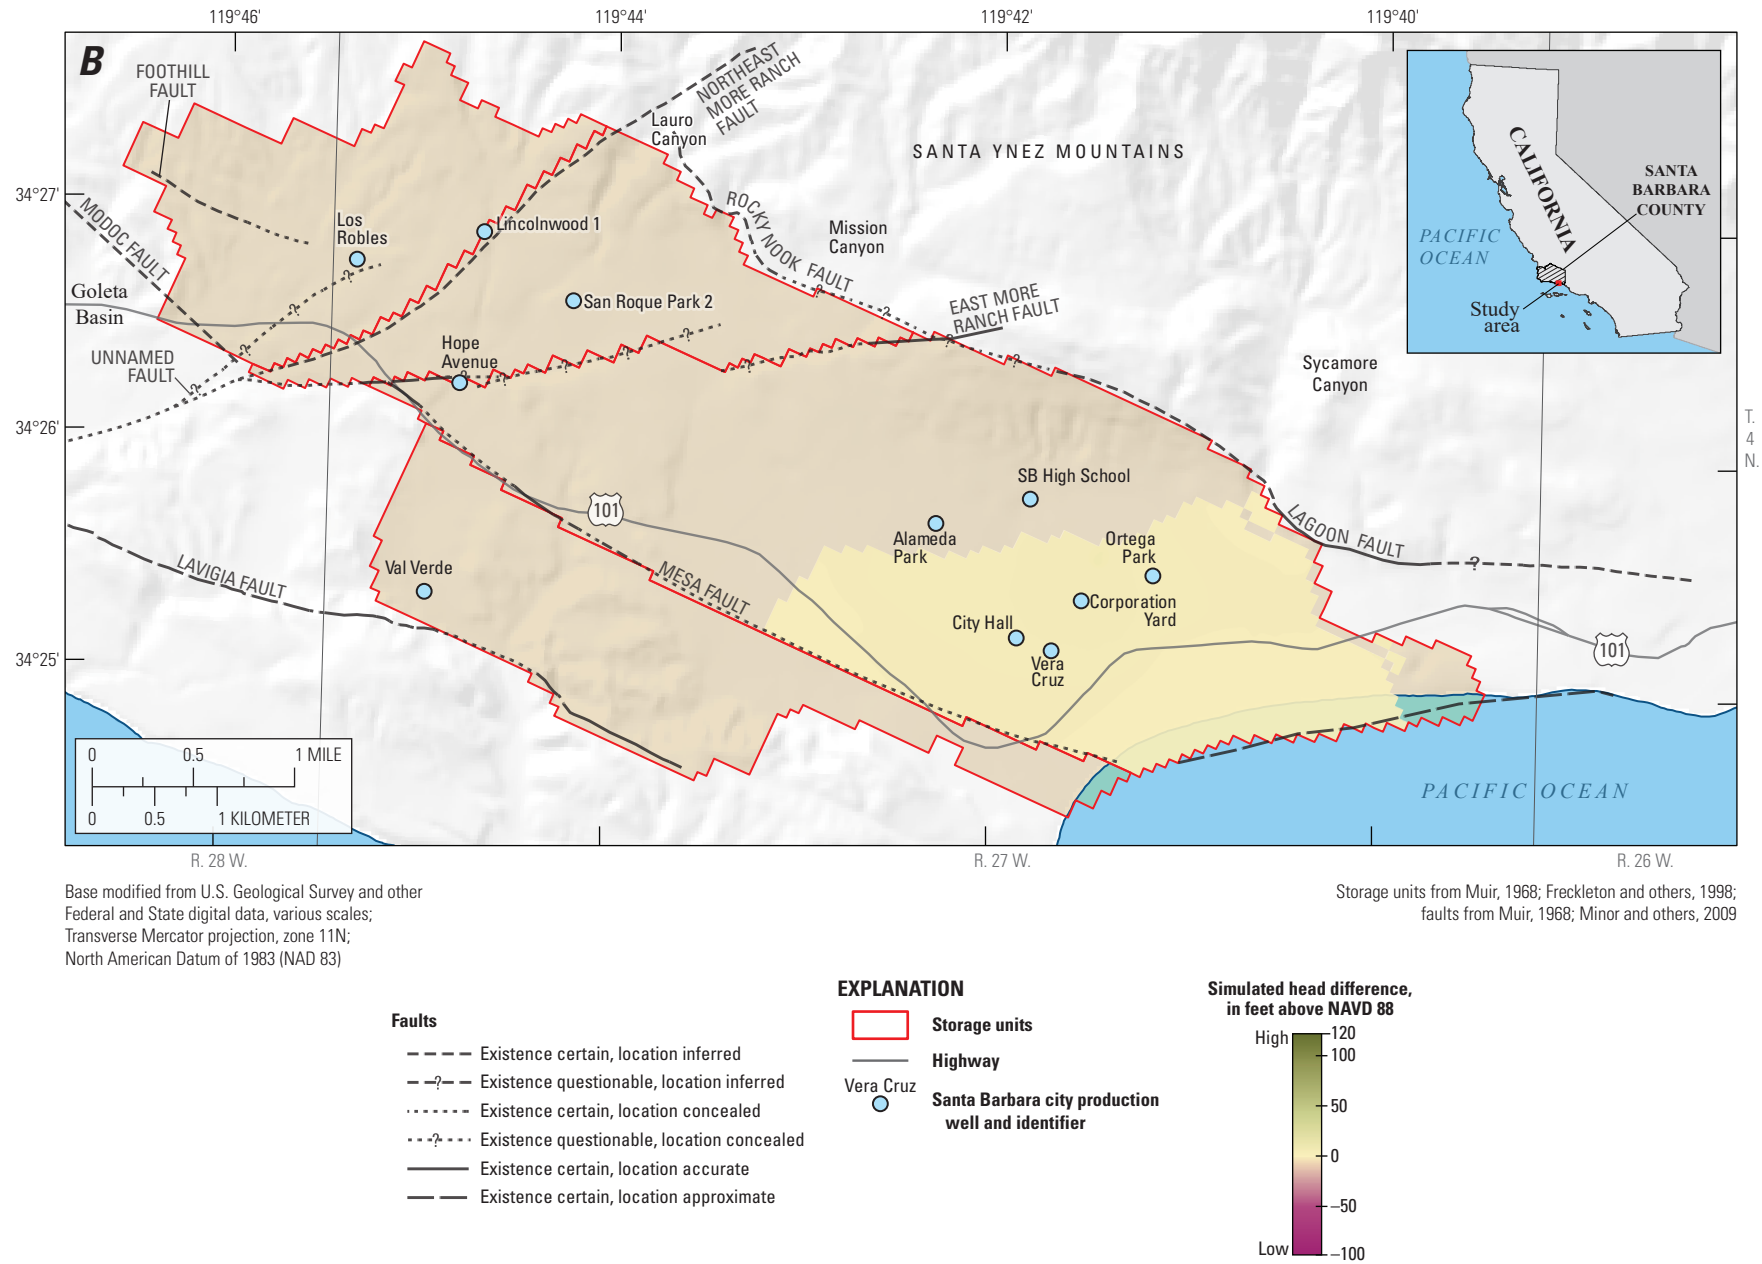 119°46'
119°44'
119°42'
119°40'
B
FOOTHILL
FAULT
NORTHEAST
MORE RANCH
FAULT
Lauro
Canyon
SANTA YNEZ MOUNTAINS
CALIFORNIA
SANTA
BARBARA
COUNTY
PACIFIC
OCEAN
Study
area
34°27'
MODOC FAULT
Los
Robles
Lincolnwood 1
ROCKY NOOK FAULT
Mission
Canyon
?
Goleta
Basin
San Roque Park 2
?
?
?
EAST MORE
RANCH FAULT
UNNAMED
FAULT
Hope
Avenue
?
?
?
?
?
?
?
?
?
?
?
Sycamore
Canyon
34°26'
T.
4
N.
SB High School
101
Alameda
Park
Ortega
Park
LAGOON FAULT
?
LAVIGIA FAULT
Val Verde
MESA FAULT
Corporation
Yard
City Hall
Vera
Cruz
101
34°25'
0
0.5
1 MILE
0
0.5
1 KILOMETER
PACIFIC OCEAN
R. 28 W.
R. 27 W.
R. 26 W.
Base modified from U.S. Geological Survey and other
Federal and State digital data, various scales;
Transverse Mercator projection, zone 11N;
North American Datum of 1983 (NAD 83)
Storage units from Muir, 1968; Freckleton and others, 1998;
faults from Muir, 1968; Minor and others, 2009
Faults
Existence certain, location inferred
?
Existence questionable, location inferred
Existence certain, location concealed
?
Existence questionable, location concealed
Existence certain, location accurate
Existence certain, location approximate
EXPLANATION
Storage units
Highway
Vera Cruz
Santa Barbara city production
well and identifier
Simulated head difference,
in feet above NAVD 88
High
120
100
50
0
–50
Low
–100